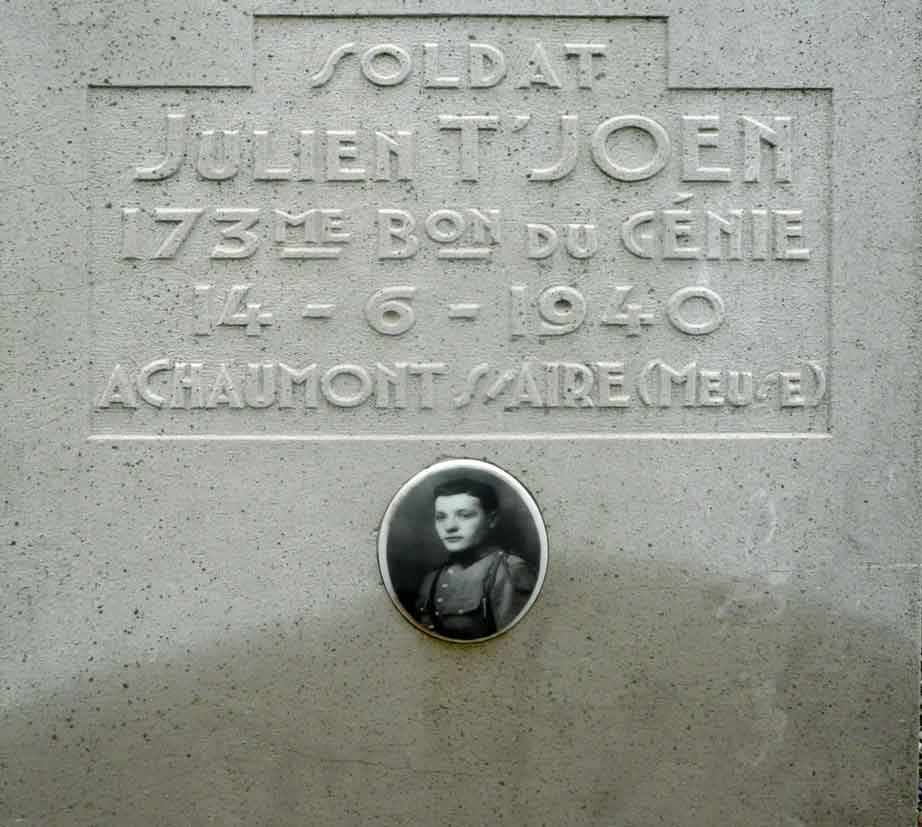 SOLDAT
JULIEN T'JOEN
173ME BON DU GÉNIE
14-6-1940
A CHAUMONT S/AIRE (MEUSE)